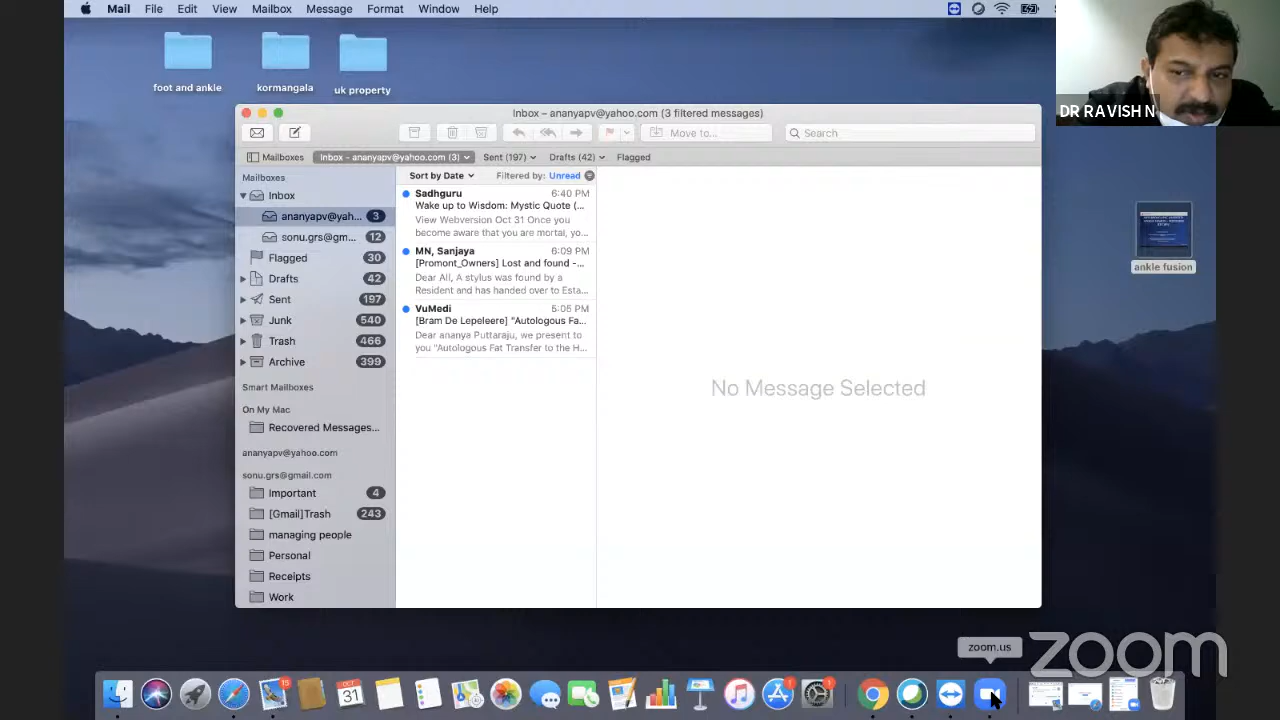 Mail File Edit View Mailbox Message Format Window Help
DR RAVISH N
foot and ankle
kormangala
uk property
Inbox – ananyapv@yahoo.com (3 filtered messages)
Move to...
Search
Mailboxes
Inbox – ananyapv@yahoo.com (3)
Sent (197)
Drafts (42)
Flagged
Mailboxes
Inbox
ananyapv@yah... 3
sonu.grs@gm... 12
Flagged 30
Drafts 42
Sent 197
Junk 540
Trash 466
Archive 399
Smart Mailboxes
On My Mac
Recovered Messages...
ananyapv@yahoo.com
sonu.grs@gmail.com
Important 4
[Gmail]Trash 243
managing people
Personal
Receipts
Work
Sort by Date
Filtered by: Unread
Sadhguru 6:40 PM
Wake up to Wisdom: Mystic Quote (...
View Webversion Oct 31 Once you
become aware that you are mortal, yo...
MN, Sanjaya 6:09 PM
[Promont_Owners] Lost and found -...
Dear All, A stylus was found by a
Resident and has handed over to Esta...
VuMedi 5:05 PM
[Bram De Lepeleere] "Autologous Fa...
Dear ananya Puttaraju, we present to
you "Autologous Fat Transfer to the H...
No Message Selected
ankle fusion
zoom.us
zoom
15
OCT
31
1
1